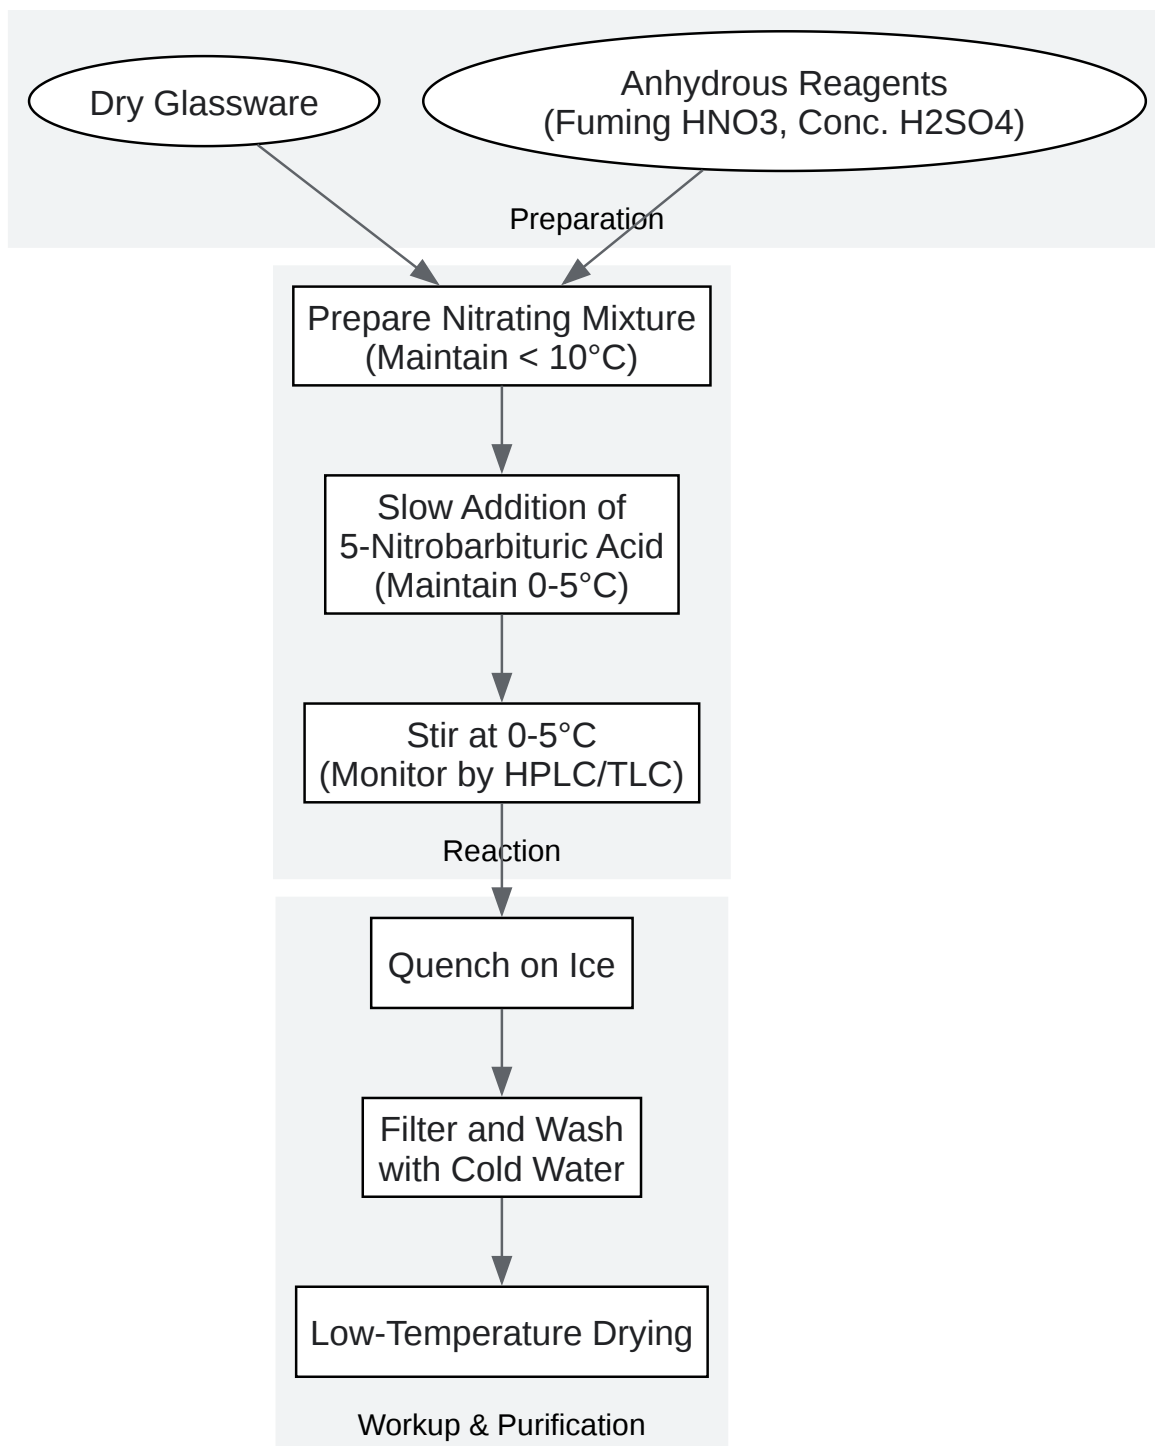 Dry Glassware
Anhydrous Reagents
(Fuming HNO3, Conc. H2SO4)
Preparation
Prepare Nitrating Mixture
(Maintain < 10°C)
Slow Addition of
5-Nitrobarbituric Acid
(Maintain 0-5°C)
Stir at 0-5°C
(Monitor by HPLC/TLC)
Reaction
Quench on Ice
Filter and Wash
with Cold Water
Low-Temperature Drying
Workup & Purification